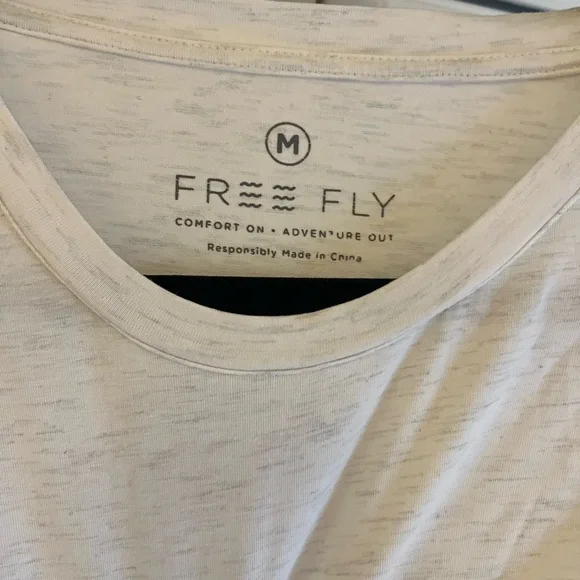 M
FREE FLY
COMFORT ON • ADVENTURE OUT
Responsibly Made in China